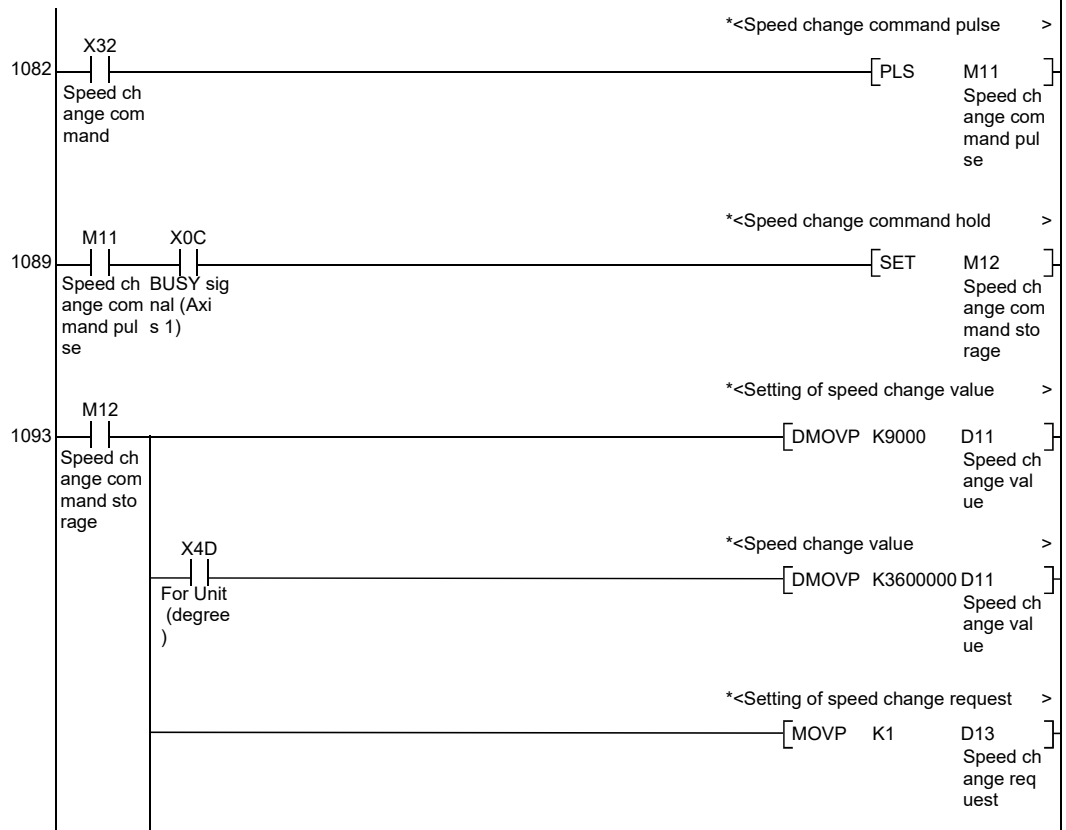 *<Speed change command pulse >
X32
1082
PLS M11
Speed ch
ange com
mand
Speed ch
ange com
mand pul
se
*<Speed change command hold >
M11 X0C
1089
SET M12
Speed ch
ange com
mand pul
se
BUSY sig
nal (Axi
s 1)
Speed ch
ange com
mand sto
rage
*<Setting of speed change value >
M12
1093
DMOVP K9000 D11
Speed ch
ange com
mand sto
rage
Speed ch
ange val
ue
*<Speed change value >
X4D
DMOVP K3600000 D11
For Unit
(degree
)
Speed ch
ange val
ue
*<Setting of speed change request >
MOVP K1 D13
Speed ch
ange req
uest